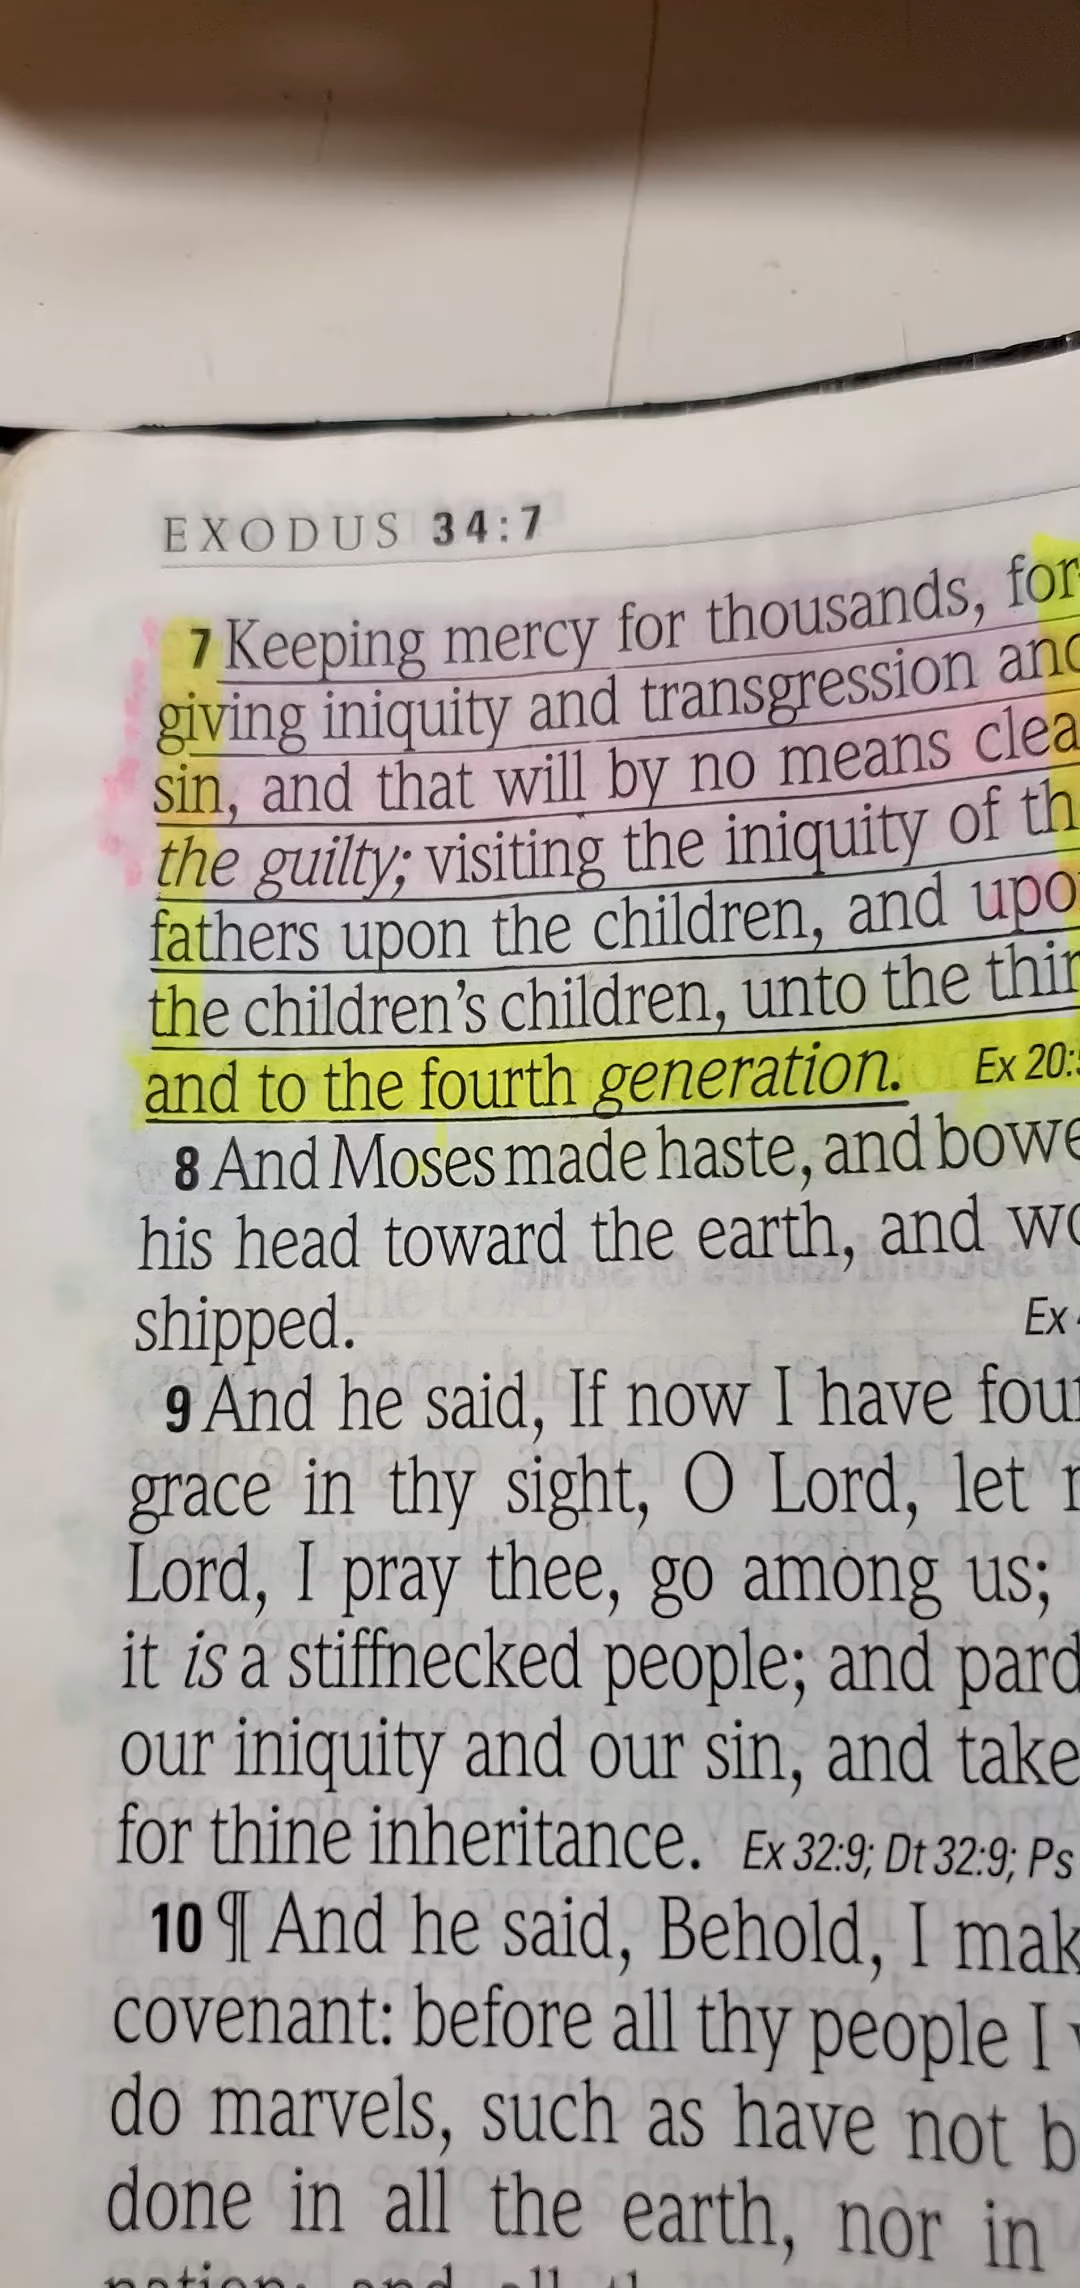 EXODUS 34:7
7 Keeping mercy for thousands, for-
giving iniquity and transgression and
sin, and that will by no means clea
the guilty; visiting the iniquity of th
fathers upon the children, and upo
the children's children, unto the thir
and to the fourth generation. Ex 20:5
8 And Moses made haste, and bowe
his head toward the earth, and wo
shipped. Ex
9 And he said, If now I have fou
grace in thy sight, O Lord, let
Lord, I pray thee, go among us;
it is a stiffnecked people; and pard
our iniquity and our sin, and take
for thine inheritance. Ex 32:9; Dt 32:9; Ps
10 ¶ And he said, Behold, I mak
covenant: before all thy people I
do marvels, such as have not b
done in all the earth, nor in